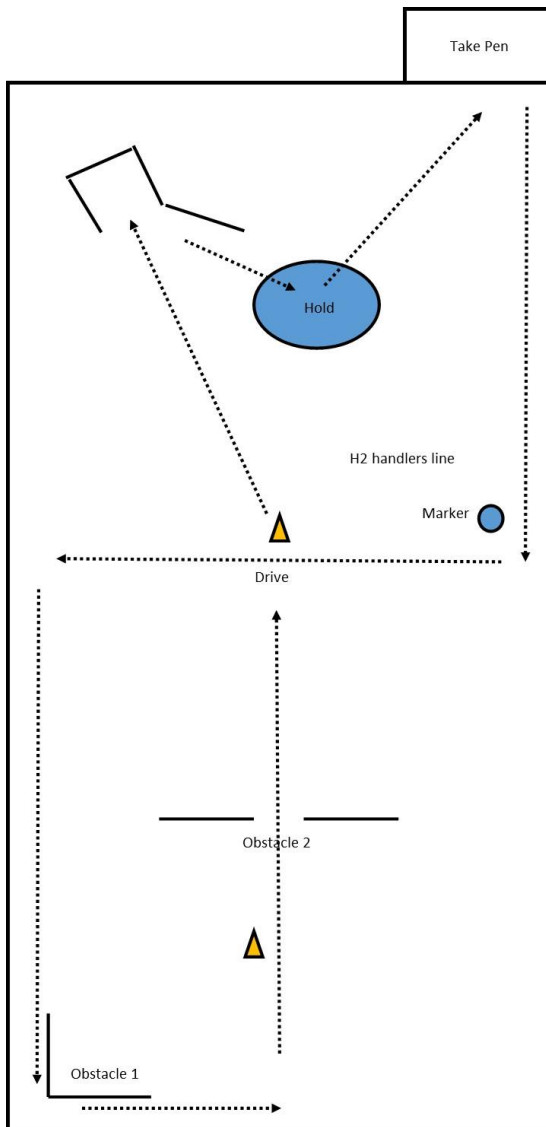 Take Pen
Hold
H2 handlers line
Marker
Drive
Obstacle 2
Obstacle 1